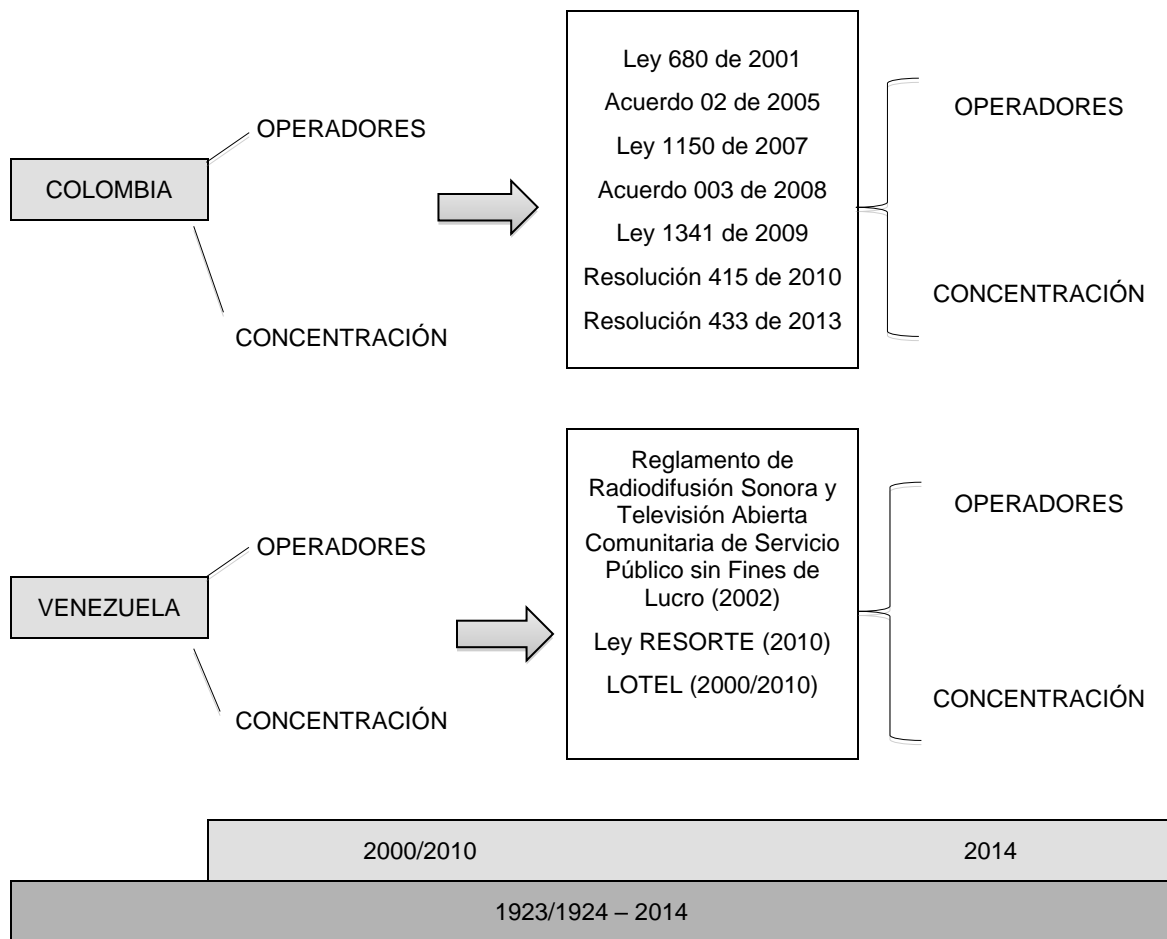 COLOMBIA
OPERADORES
CONCENTRACIÓN
Ley 680 de 2001
Acuerdo 02 de 2005
Ley 1150 de 2007
Acuerdo 003 de 2008
Ley 1341 de 2009
Resolución 415 de 2010
Resolución 433 de 2013
OPERADORES
CONCENTRACIÓN
VENEZUELA
OPERADORES
CONCENTRACIÓN
Reglamento de
Radiodifusión Sonora y
Televisión Abierta
Comunitaria de Servicio
Público sin Fines de
Lucro (2002)
Ley RESORTE (2010)
LOTEL (2000/2010)
OPERADORES
CONCENTRACIÓN
2000/2010
2014
1923/1924 – 2014